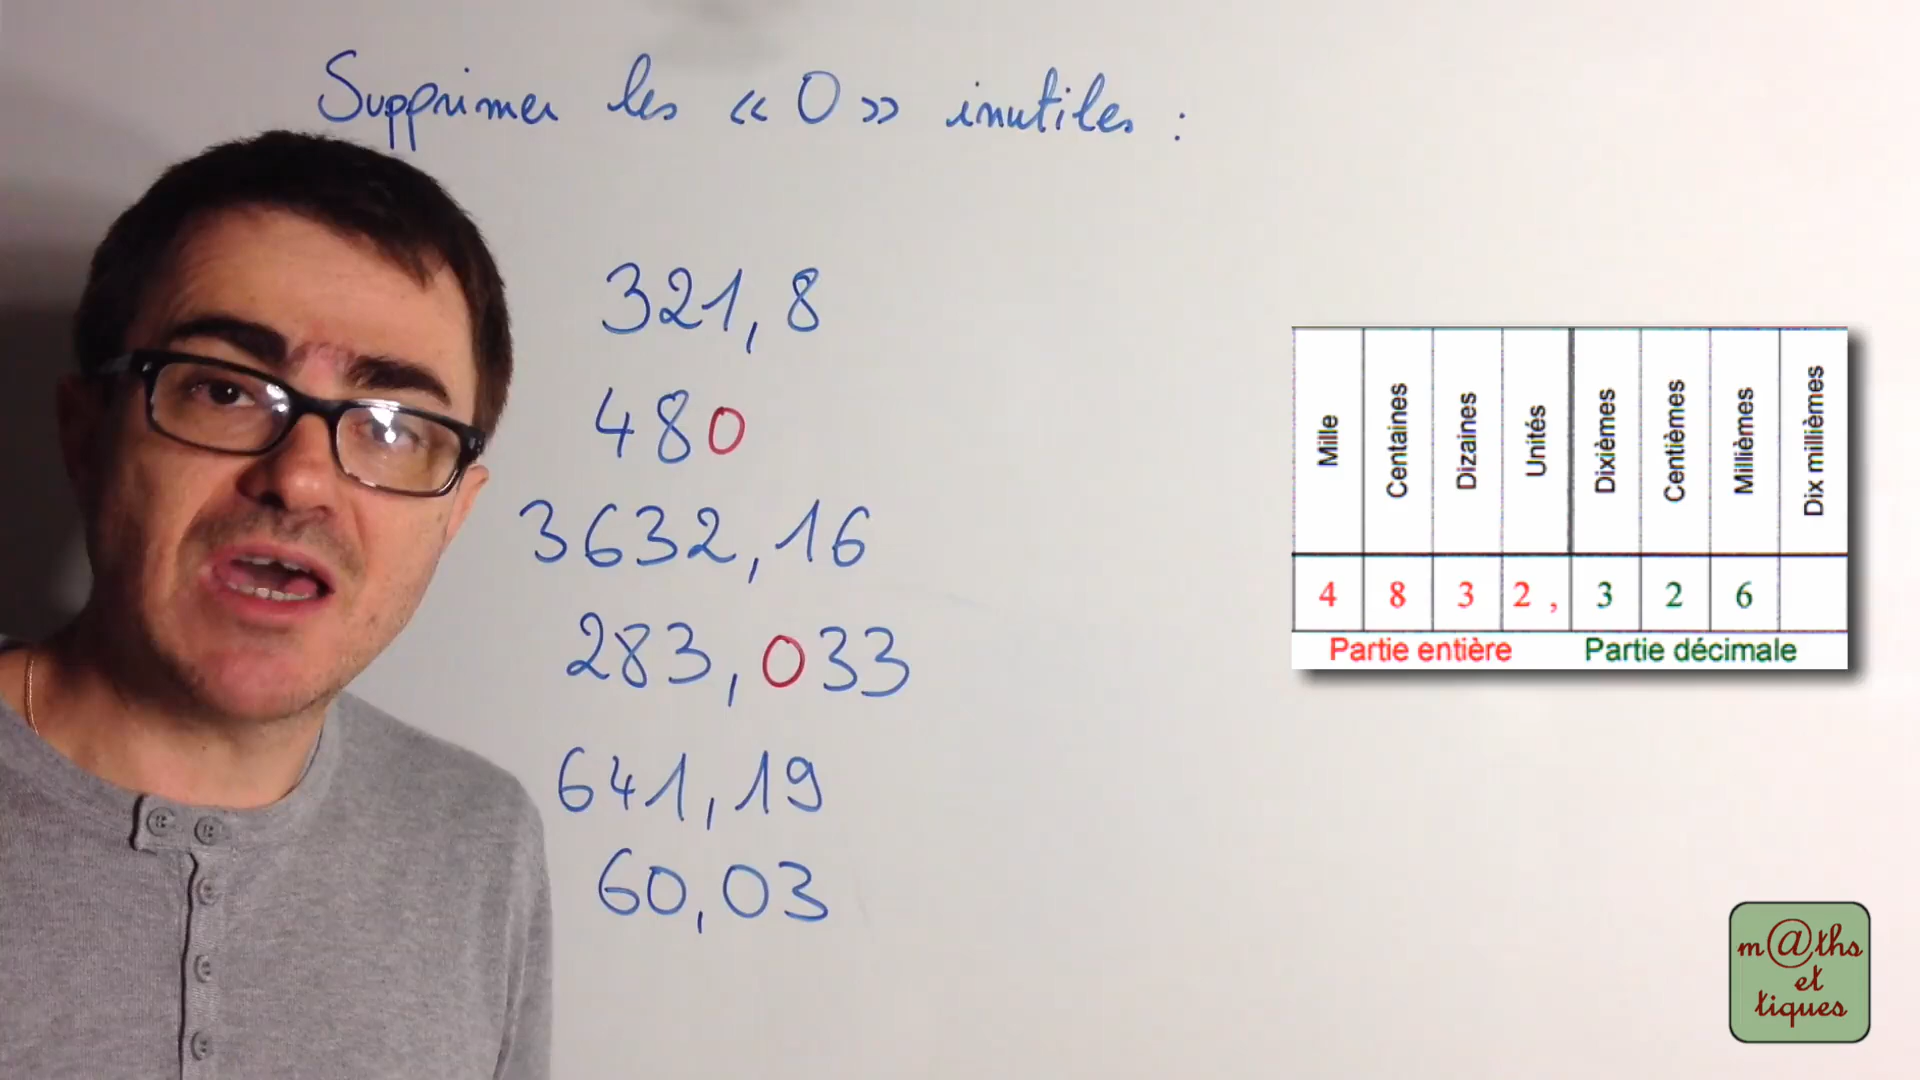 Supprimer les « 0 » inutiles :
321,8
480
3632,16
283,033
641,19
60,03
Mille Centaines Dizaines Unités Dixièmes Centièmes Millièmes Dix millièmes
4 8 3 2 , 3 2 6
Partie entière Partie décimale
m@ths
et
tiques